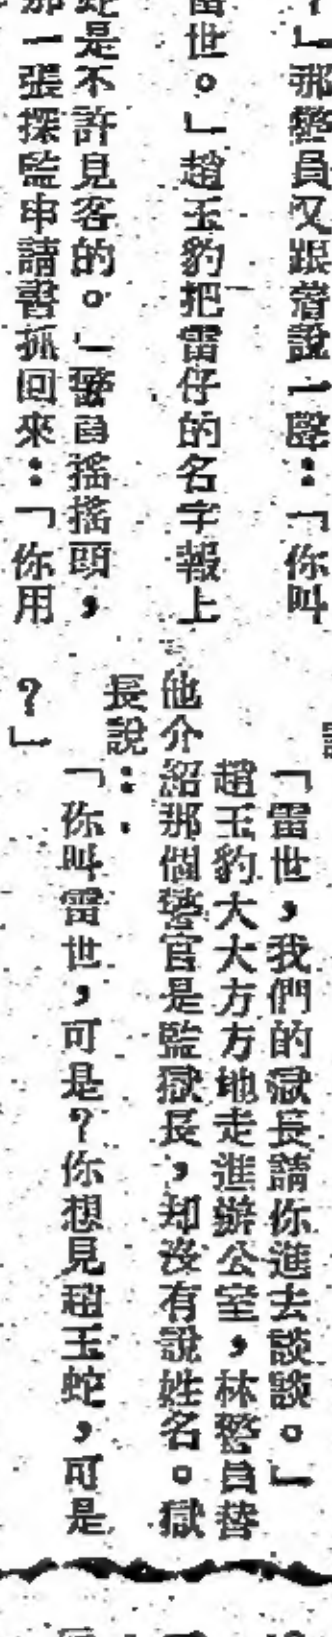 ？」那警員又跟着說一聲：「你叫
雷世。」趙玉豹把雷仔的名字報上
蛇是不許見客的。」警員搖搖頭，
那一張探監申請書抓回來：「你用
「雷世，我們的獄長請你進去談談。」
趙玉豹大大方方地走進辦公室，林警員替
他介紹那個警官是監獄長，却沒有說姓名。獄
長說：
「你叫雷世，可是？你想見趙玉蛇，可是
？」